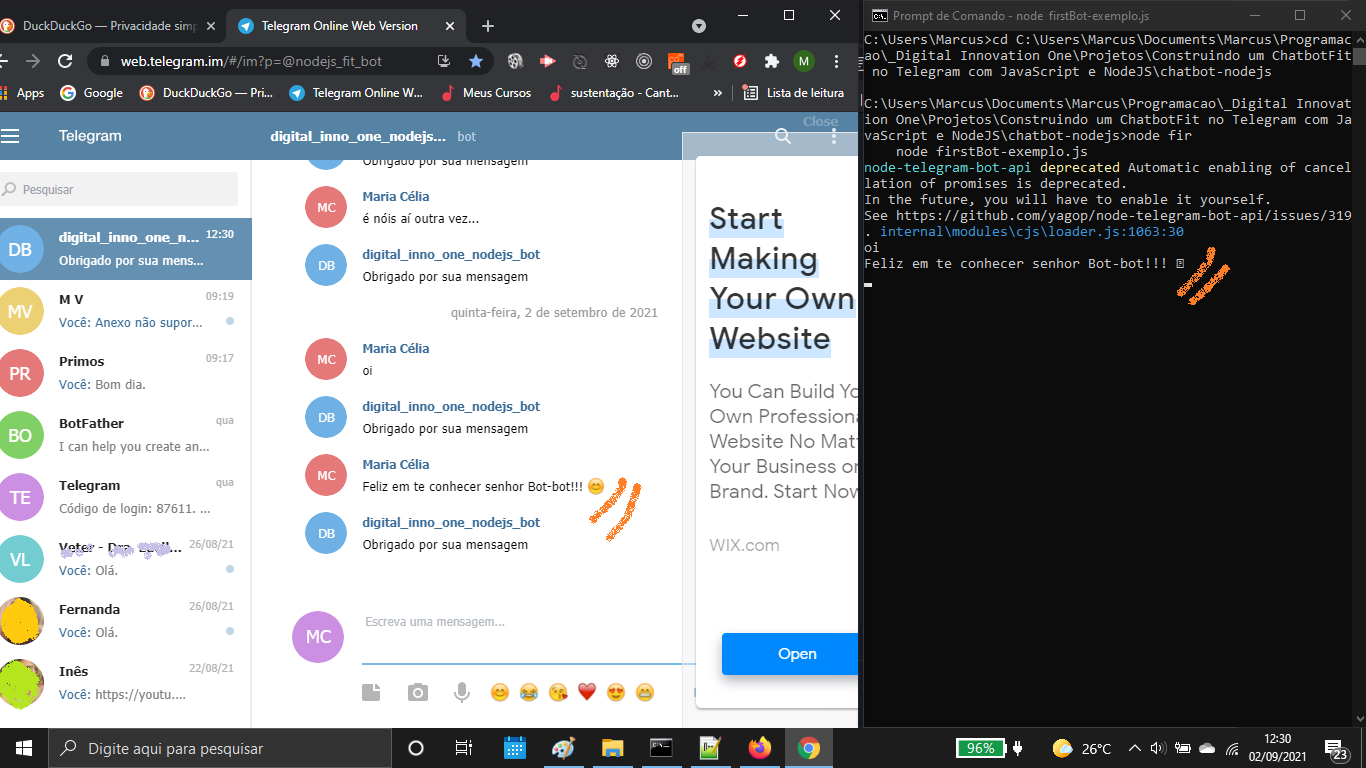 DuckDuckGo — Privacidade simp
Telegram Online Web Version
web.telegram.im/#/im?p=@nodejs_fit_bot
off
M
Apps
Google
DuckDuckGo — Pri...
Telegram Online W...
Meus Cursos
sustentação - Cant...
»
Lista de leitura
Telegram
digital_inno_one_nodejs... bot
Close
Pesquisar
DB
digital_inno_one_n... 12:30
Obrigado por sua mens...
MV
M V 09:19
Você: Anexo não supor...
PR
Primos 09:17
Você: Bom dia.
BO
BotFather qua
I can help you create an...
TE
Telegram qua
Código de login: 87611. ...
VL
26/08/21
Você: Olá.
Fernanda 26/08/21
Você: Olá.
Inês 22/08/21
Você: https://youtu....
Obrigado por sua mensagem
MC
Maria Célia
é nóis aí outra vez...
DB
digital_inno_one_nodejs_bot
Obrigado por sua mensagem
quinta-feira, 2 de setembro de 2021
MC
Maria Célia
oi
DB
digital_inno_one_nodejs_bot
Obrigado por sua mensagem
MC
Maria Célia
Feliz em te conhecer senhor Bot-bot!!! 😊
DB
digital_inno_one_nodejs_bot
Obrigado por sua mensagem
MC
Escreva uma mensagem...
Start
Making
Your Own
Website
You Can Build Yo
Own Professiona
Website No Matt
Your Business or
Brand. Start Now
WIX.com
Open
Prompt de Comando - node firstBot-exemplo.js
C:\Users\Marcus>cd C:\Users\Marcus\Documents\Marcus\Programac
ao\_Digital Innovation One\Projetos\Construindo um ChatbotFit
no Telegram com JavaScript e NodeJS\chatbot-nodejs
C:\Users\Marcus\Documents\Marcus\Programacao\_Digital Innovat
ion One\Projetos\Construindo um ChatbotFit no Telegram com Ja
vaScript e NodeJS\chatbot-nodejs>node fir
node firstBot-exemplo.js
node-telegram-bot-api deprecated Automatic enabling of cancel
lation of promises is deprecated.
In the future, you will have to enable it yourself.
See https://github.com/yagop/node-telegram-bot-api/issues/319
. internal\modules\cjs\loader.js:1063:30
oi
Feliz em te conhecer senhor Bot-bot!!!
Digite aqui para pesquisar
96%
26°C
12:30
02/09/2021
23